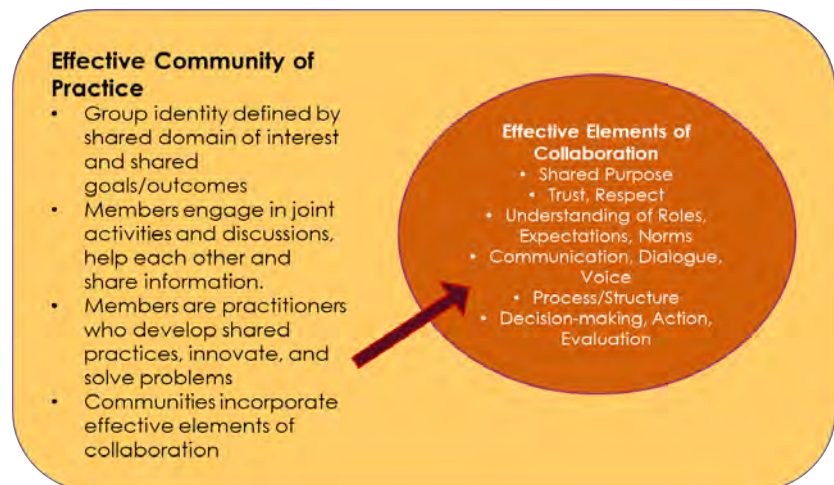 Effective Community of
Practice
• Group identity defined by
shared domain of interest
and shared
goals/outcomes
• Members engage in joint
activities and discussions,
help each other and
share information.
• Members are practitioners
who develop shared
practices, innovate, and
solve problems
• Communities incorporate
effective elements of
collaboration
Effective Elements of
Collaboration
• Shared Purpose
• Trust, Respect
• Understanding of Roles,
Expectations, Norms
• Communication, Dialogue,
Voice
• Process/Structure
• Decision-making, Action,
Evaluation